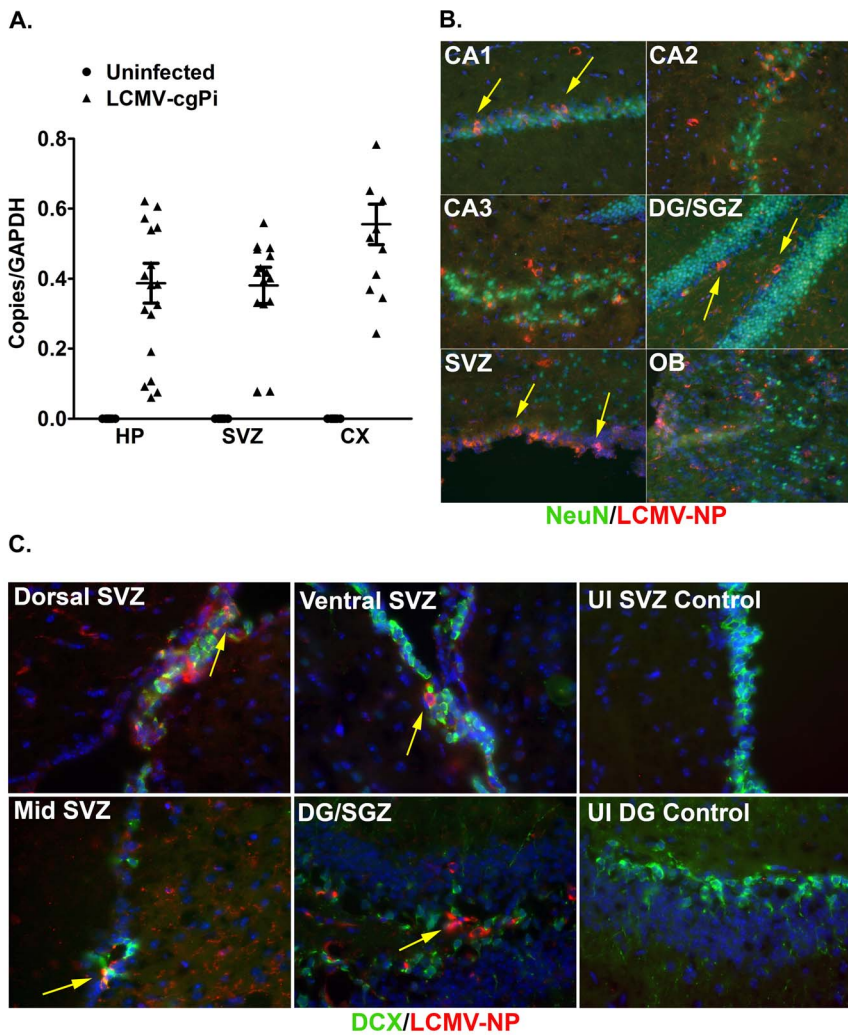 A.
Uninfected
LCMV-cgPi
Copies/GAPDH
0.8
0.6
0.4
0.2
0.0
HP SVZ CX
B.
CA1 CA2
CA3 DG/SGZ
SVZ OB
NeuN/LCMV-NP
C.
Dorsal SVZ Ventral SVZ UI SVZ Control
Mid SVZ DG/SGZ UI DG Control
DCX/LCMV-NP